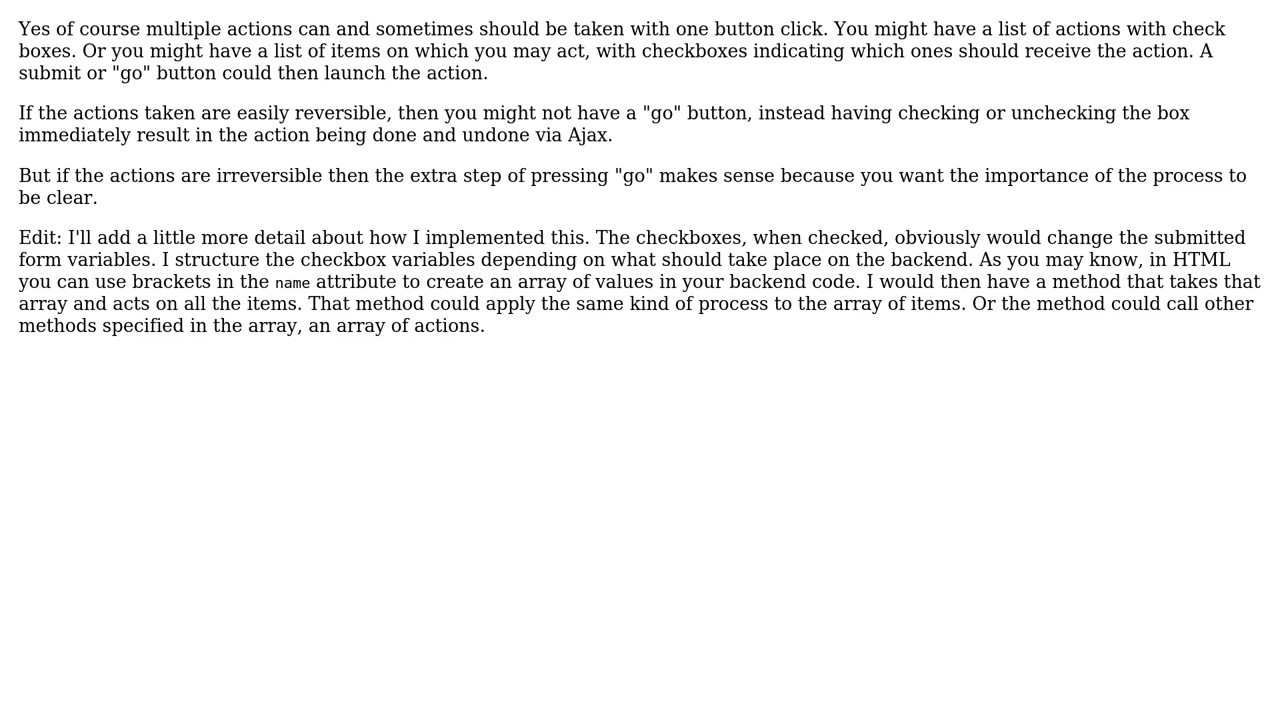 Yes of course multiple actions can and sometimes should be taken with one button click. You might have a list of actions with check
boxes. Or you might have a list of items on which you may act, with checkboxes indicating which ones should receive the action. A
submit or "go" button could then launch the action.
If the actions taken are easily reversible, then you might not have a "go" button, instead having checking or unchecking the box
immediately result in the action being done and undone via Ajax.
But if the actions are irreversible then the extra step of pressing "go" makes sense because you want the importance of the process to
be clear.
Edit: I'll add a little more detail about how I implemented this. The checkboxes, when checked, obviously would change the submitted
form variables. I structure the checkbox variables depending on what should take place on the backend. As you may know, in HTML
you can use brackets in the name attribute to create an array of values in your backend code. I would then have a method that takes that
array and acts on all the items. That method could apply the same kind of process to the array of items. Or the method could call other
methods specified in the array, an array of actions.